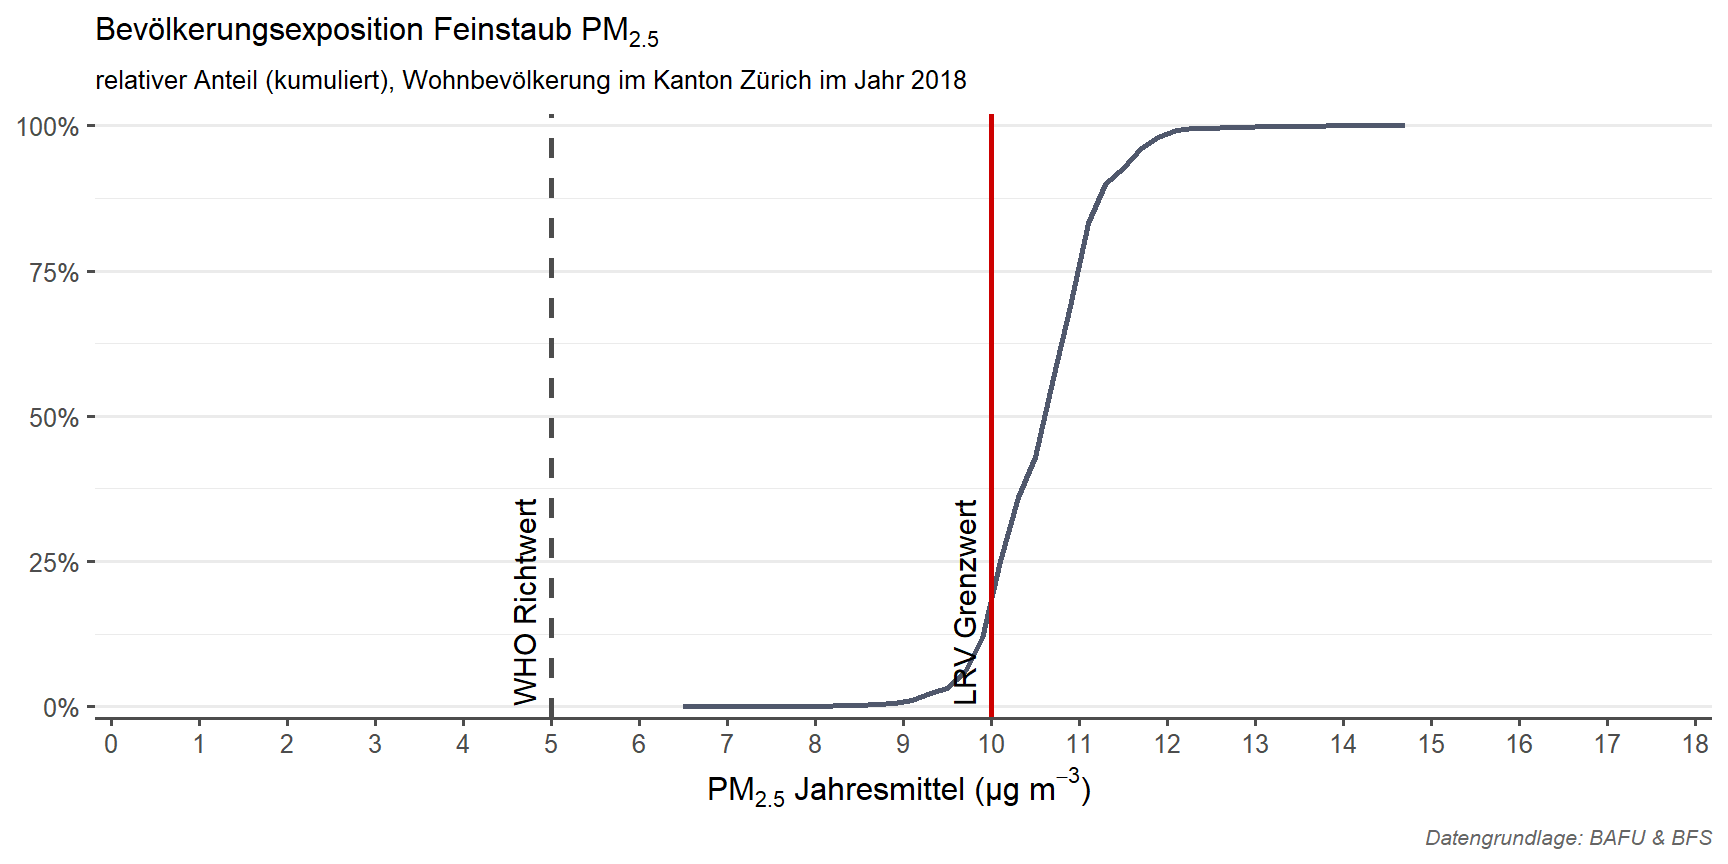 Bevölkerungsexposition Feinstaub PM2.5
relativer Anteil (kumuliert), Wohnbevölkerung im Kanton Zürich im Jahr 2018
100%
75%
50%
25%
0%
WHO Richtwert
LRV Grenzwert
0 1 2 3 4 5 6 7 8 9 10 11 12 13 14 15 16 17 18
PM2.5 Jahresmittel (µg m−3)
Datengrundlage: BAFU & BFS